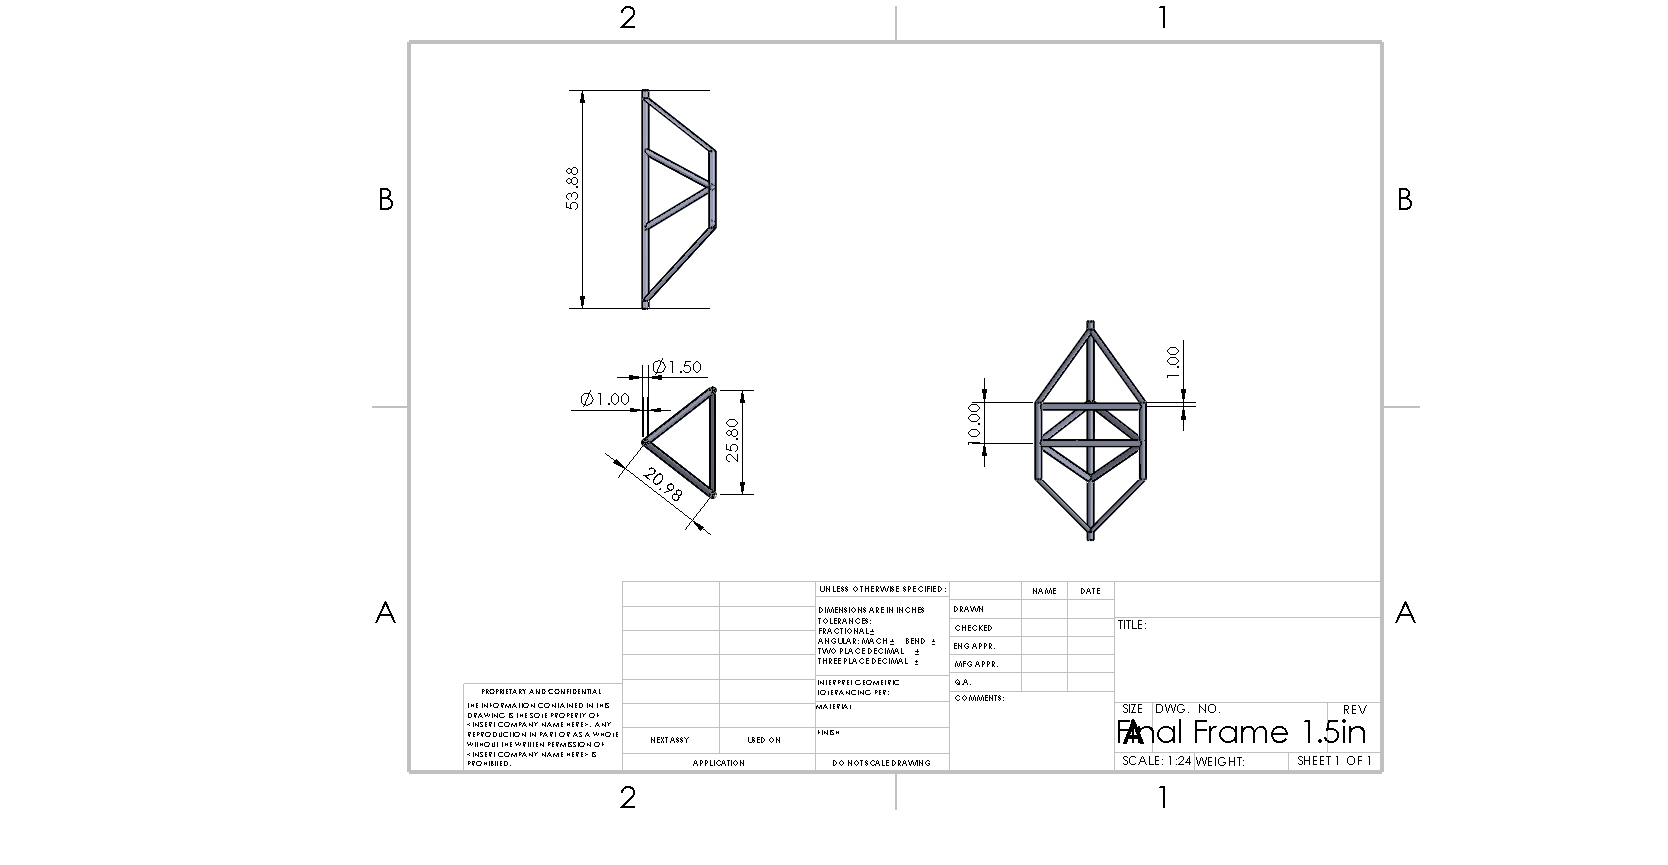 2 1
B B
53.88
Ø1.50
Ø1.00
25.80
20.98
1.00
10.00
A A
UNLESS OTHERWISE SPECIFIED:
DIMENSIONS ARE IN INCHES
TOLERANCES:
FRACTIONAL±
ANGULAR: MACH± BEND ±
TWO PLACE DECIMAL ±
THREE PLACE DECIMAL ±
INTERPRET GEOMETRIC
TOLERANCING PER:
MATERIAL
FINISH
DO NOT SCALE DRAWING
NAME DATE
DRAWN
CHECKED
ENG APPR.
MFG APPR.
Q.A.
COMMENTS:
TITLE:
SIZE DWG. NO. REV
A
Final Frame 1.5in
SCALE: 1:24 WEIGHT: SHEET 1 OF 1
PROPRIETARY AND CONFIDENTIAL
THE INFORMATION CONTAINED IN THIS
DRAWING IS THE SOLE PROPERTY OF
<INSERT COMPANY NAME HERE>. ANY
REPRODUCTION IN PART OR AS A WHOLE
WITHOUT THE WRITTEN PERMISSION OF
<INSERT COMPANY NAME HERE> IS
PROHIBITED.
NEXT ASSY USED ON
APPLICATION
2 1